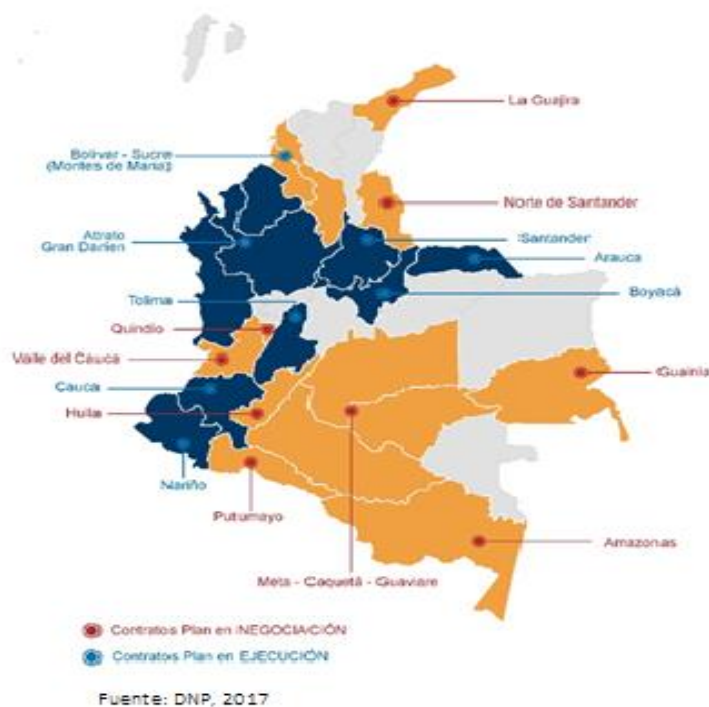 La Guajira
Bolívar - Sucre
(Montes de María)
Norte de Santander
Santander
Atrato
Gran Darién
Arauca
Tolima
Boyacá
Quindío
Valle del Cauca
Guainía
Cauca
Huila
Nariño
Putumayo
Amazonas
Meta - Caquetá - Guaviare
Contratos Plan en NEGOCIACIÓN
Contratos Plan en EJECUCIÓN
Fuente: DNP, 2017